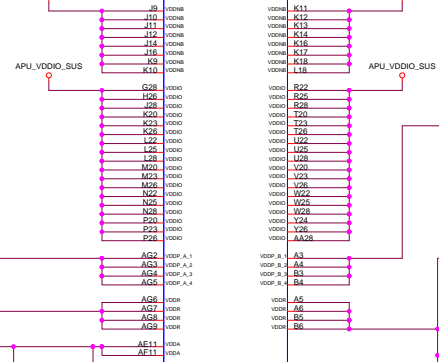 J9 VDDNB VDDNB K11
J10 VDDNB VDDNB K12
J11 VDDNB VDDNB K13
J12 VDDNB VDDNB K14
J14 VDDNB VDDNB K16
J16 VDDNB VDDNB K17
K9 VDDNB VDDNB K18
K10 VDDNB VDDNB L18
APU_VDDIO_SUS APU_VDDIO_SUS
G28 VDDIO VDDIO R22
H26 VDDIO VDDIO R25
J28 VDDIO VDDIO R28
K20 VDDIO VDDIO T20
K23 VDDIO VDDIO T23
K26 VDDIO VDDIO T26
L22 VDDIO VDDIO U22
L25 VDDIO VDDIO U25
L28 VDDIO VDDIO U28
M20 VDDIO VDDIO V20
M23 VDDIO VDDIO V23
M26 VDDIO VDDIO V26
N22 VDDIO VDDIO W22
N25 VDDIO VDDIO W25
N28 VDDIO VDDIO W28
P20 VDDIO VDDIO Y24
P23 VDDIO VDDIO Y26
P26 VDDIO VDDIO AA28
AG2 VDDP_A_1 VDDP_B_1 A3
AG3 VDDP_A_2 VDDP_B_2 A4
AG4 VDDP_A_3 VDDP_B_3 B3
AG5 VDDP_A_4 VDDP_B_4 B4
AG6 VDDR VDDR A5
AG7 VDDR VDDR A6
AG8 VDDR VDDR B5
AG9 VDDR VDDR B6
AE11 VDDA
AF11 VDDA